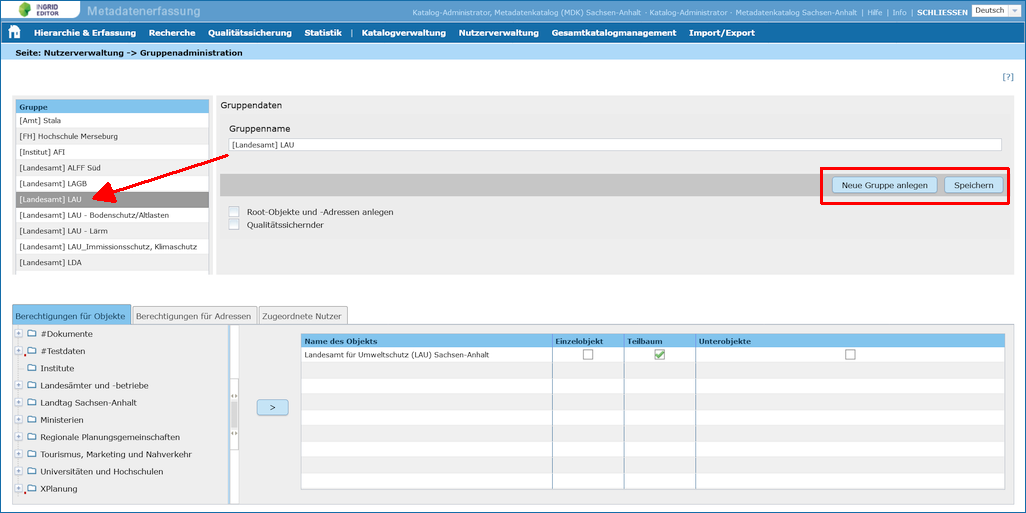 INGRID
EDITOR
Metadatenerfassung
Katalog-Administrator, Metadatenkatalog (MDK) Sachsen-Anhalt - Katalog-Administrator - Metadatenkatalog Sachsen-Anhalt | Hilfe | Info | SCHLIESSEN Deutsch
Hierarchie & Erfassung Recherche Qualitätssicherung Statistik | Katalogverwaltung Nutzerverwaltung Gesamtkatalogmanagement Import/Export
Seite: Nutzerverwaltung -> Gruppenadministration
[?]
Gruppe
[Amt] Stala
[FH] Hochschule Merseburg
[Institut] AFI
[Landesamt] ALFF Süd
[Landesamt] LAGB
[Landesamt] LAU
[Landesamt] LAU - Bodenschutz/Altlasten
[Landesamt] LAU - Lärm
[Landesamt] LAU_Immissionsschutz, Klimaschutz
[Landesamt] LDA
Gruppendaten
Gruppenname
[Landesamt] LAU
Neue Gruppe anlegen Speichern
Root-Objekte und -Adressen anlegen
Qualitätssichernder
Berechtigungen für Objekte Berechtigungen für Adressen Zugeordnete Nutzer
#Dokumente
#Testdaten
Institute
Landesämter und -betriebe
Landtag Sachsen-Anhalt
Ministerien
Regionale Planungsgemeinschaften
Tourismus, Marketing und Nahverkehr
Universitäten und Hochschulen
XPlanung
>
Name des Objekts Einzelobjekt Teilbaum Unterobjekte
Landesamt für Umweltschutz (LAU) Sachsen-Anhalt